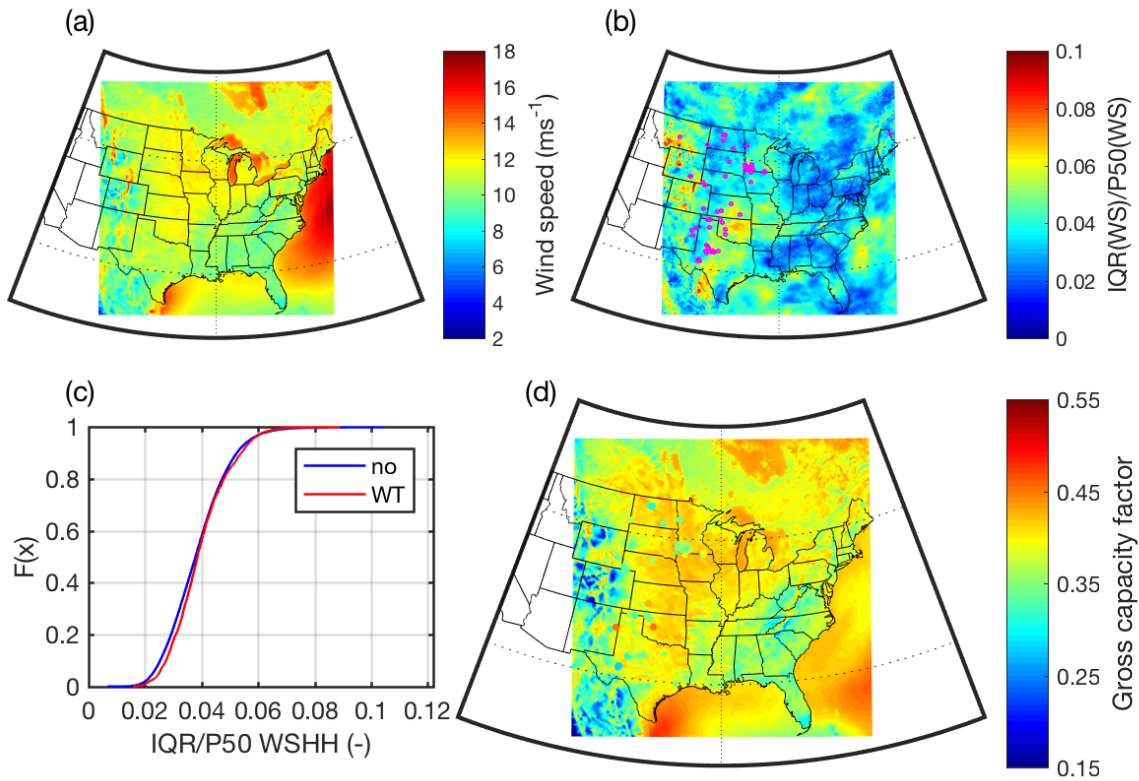 (a)
18
16
14
12
10
8
6
4
2
Wind speed (ms⁻¹)
(b)
0.1
0.08
0.06
0.04
0.02
0
IQR(WS)/P50(WS)
(c)
1
0.8
0.6
0.4
0.2
0
F(x)
no
WT
0 0.02 0.04 0.06 0.08 0.1 0.12
IQR/P50 WSHH (-)
(d)
0.55
0.45
0.35
0.25
0.15
Gross capacity factor